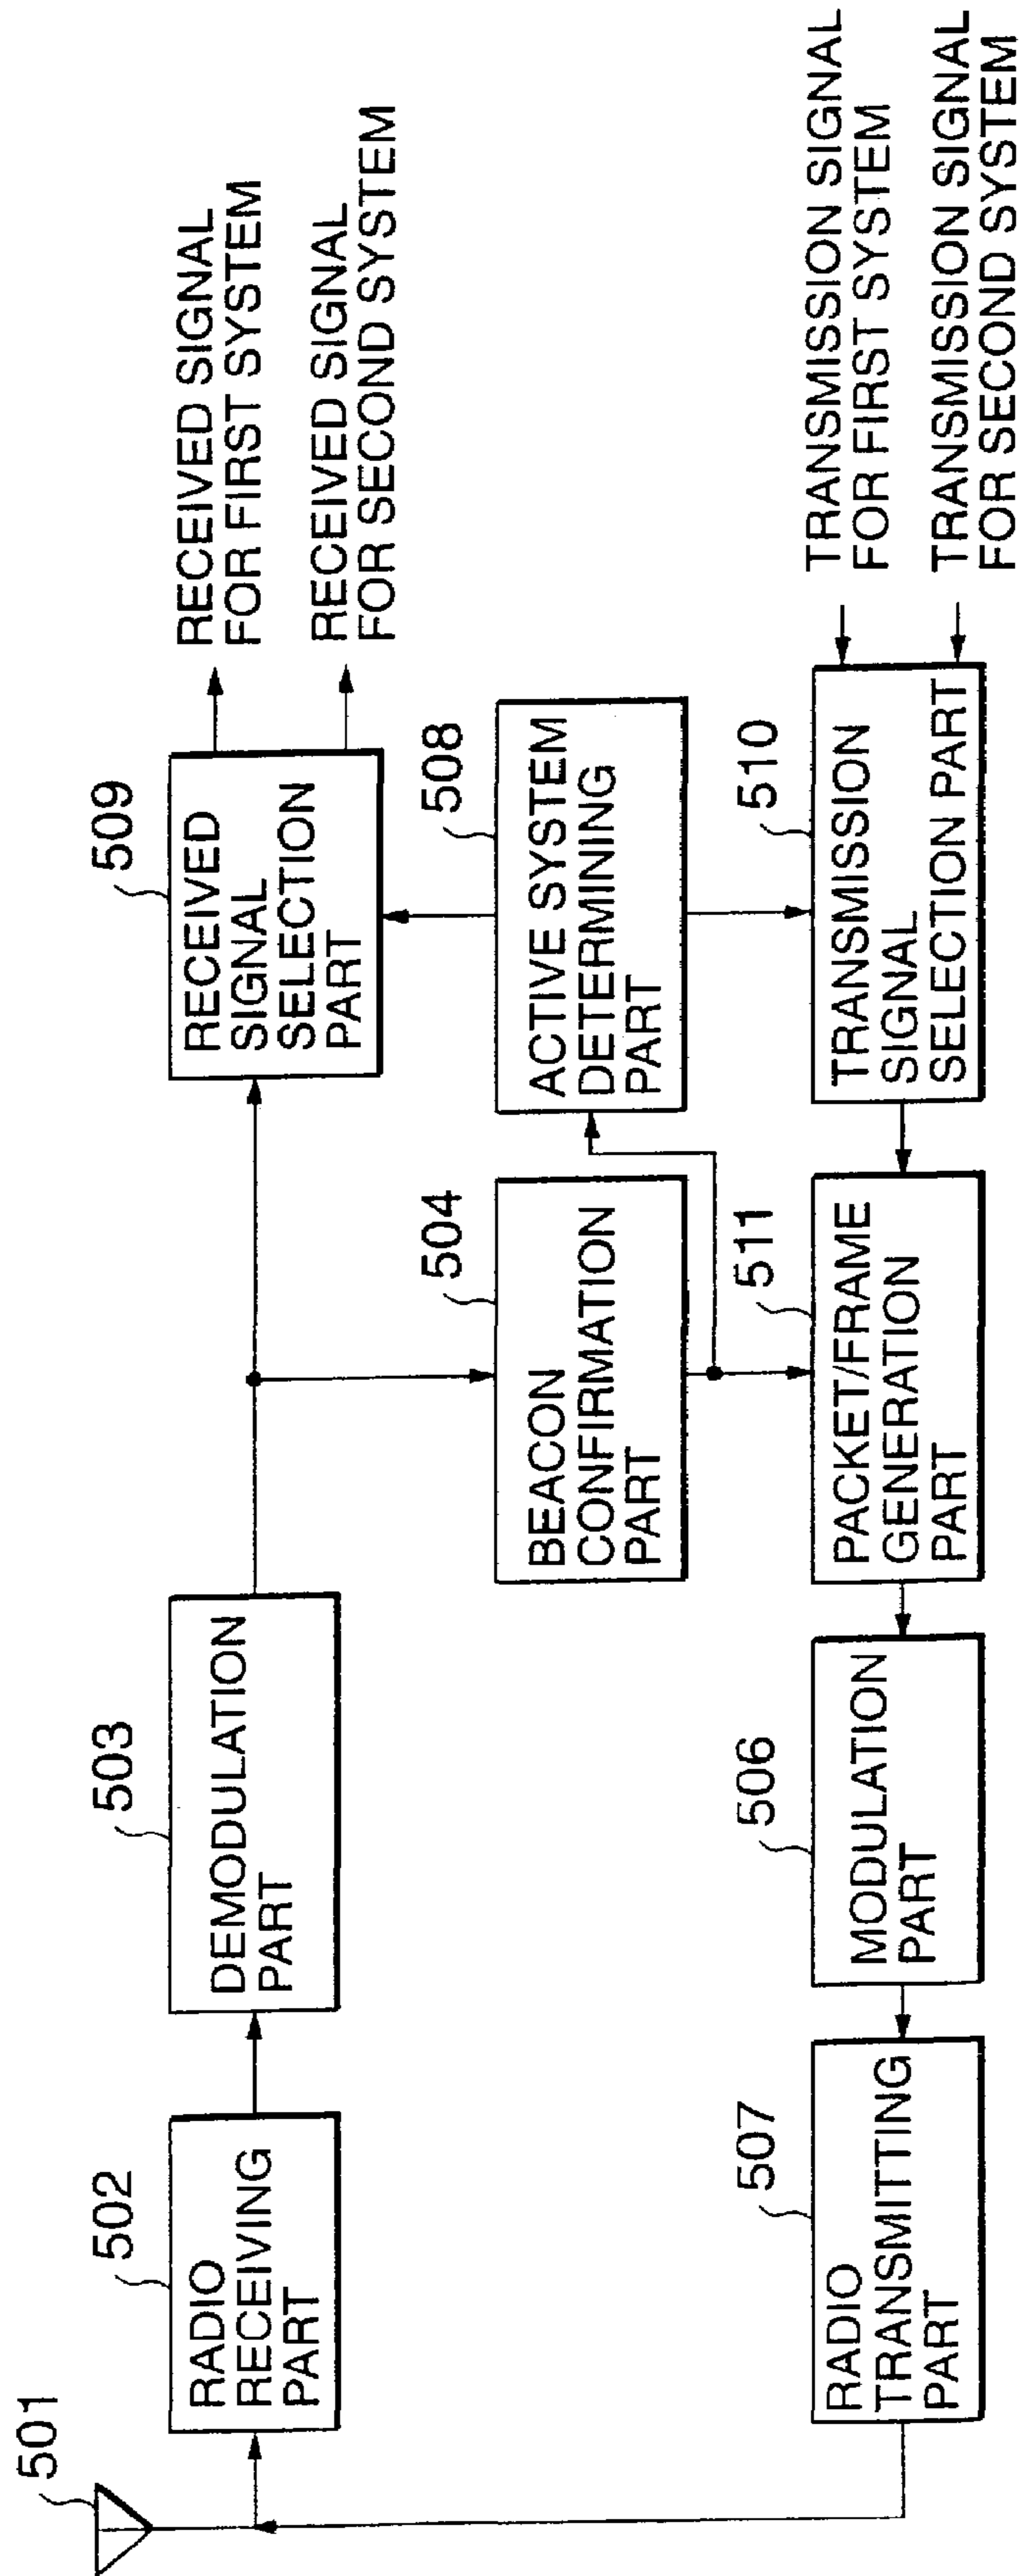 501
502
RADIO
RECEIVING
PART
503
DEMODULATION
PART
509
RECEIVED
SIGNAL
SELECTION
PART
RECEIVED SIGNAL
FOR FIRST SYSTEM
RECEIVED SIGNAL
FOR SECOND SYSTEM
504
BEACON
CONFIRMATION
PART
508
ACTIVE SYSTEM
DETERMINING
PART
507
RADIO
TRANSMITTING
PART
506
MODULATION
PART
511
PACKET/FRAME
GENERATION
PART
510
TRANSMISSION
SIGNAL
SELECTION PART
TRANSMISSION SIGNAL
FOR FIRST SYSTEM
TRANSMISSION SIGNAL
FOR SECOND SYSTEM